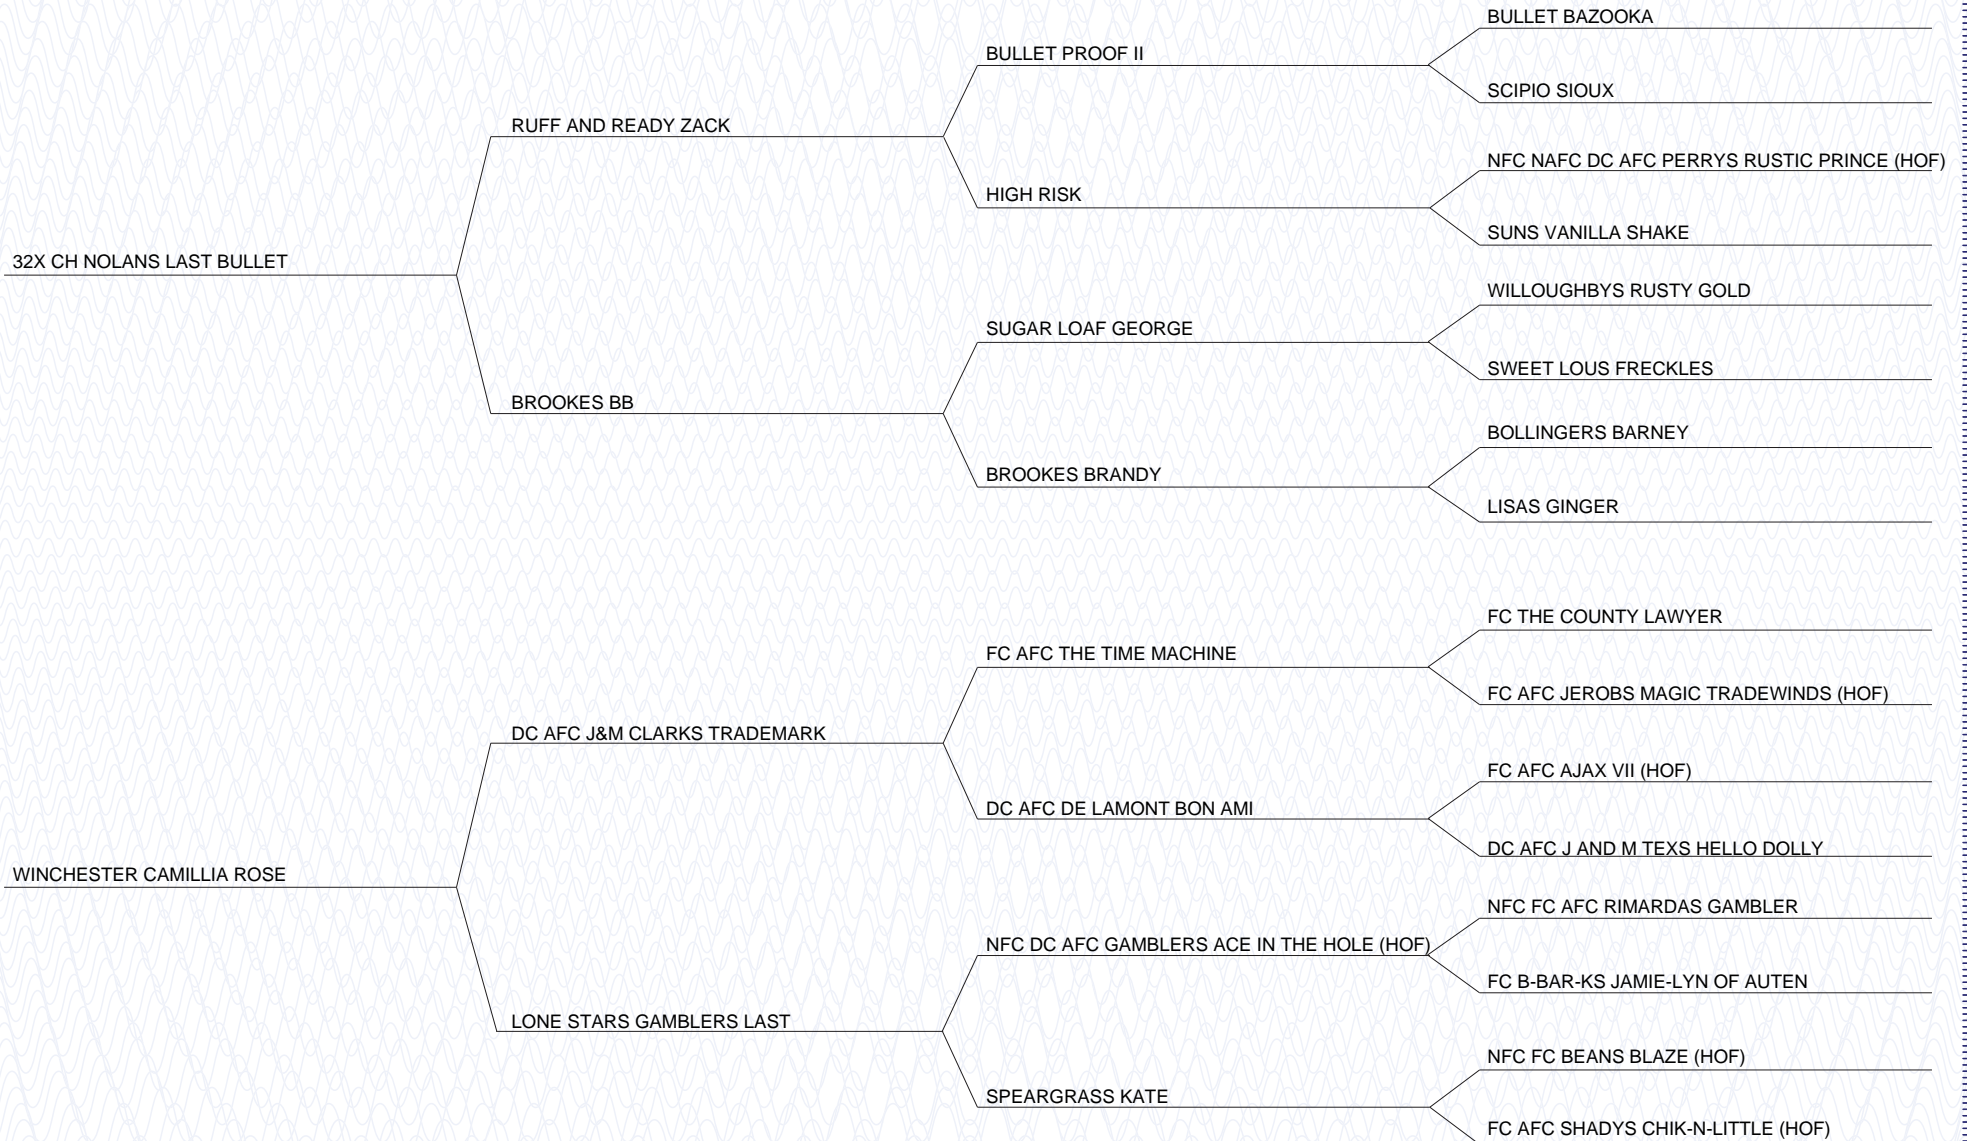 BULLET BAZOOKA
BULLET PROOF II
SCIPIO SIOUX
RUFF AND READY ZACK
NFC NAFC DC AFC PERRYS RUSTIC PRINCE (HOF)
HIGH RISK
SUNS VANILLA SHAKE
32X CH NOLANS LAST BULLET
WILLOUGHBYS RUSTY GOLD
SUGAR LOAF GEORGE
SWEET LOUS FRECKLES
BROOKES BB
BOLLINGERS BARNEY
BROOKES BRANDY
LISAS GINGER
FC THE COUNTY LAWYER
FC AFC THE TIME MACHINE
FC AFC JEROBS MAGIC TRADEWINDS (HOF)
DC AFC J&M CLARKS TRADEMARK
FC AFC AJAX VII (HOF)
DC AFC DE LAMONT BON AMI
DC AFC J AND M TEXS HELLO DOLLY
WINCHESTER CAMILLIA ROSE
NFC FC AFC RIMARDAS GAMBLER
NFC DC AFC GAMBLERS ACE IN THE HOLE (HOF)
FC B-BAR-KS JAMIE-LYN OF AUTEN
LONE STARS GAMBLERS LAST
NFC FC BEANS BLAZE (HOF)
SPEARGRASS KATE
FC AFC SHADYS CHIK-N-LITTLE (HOF)